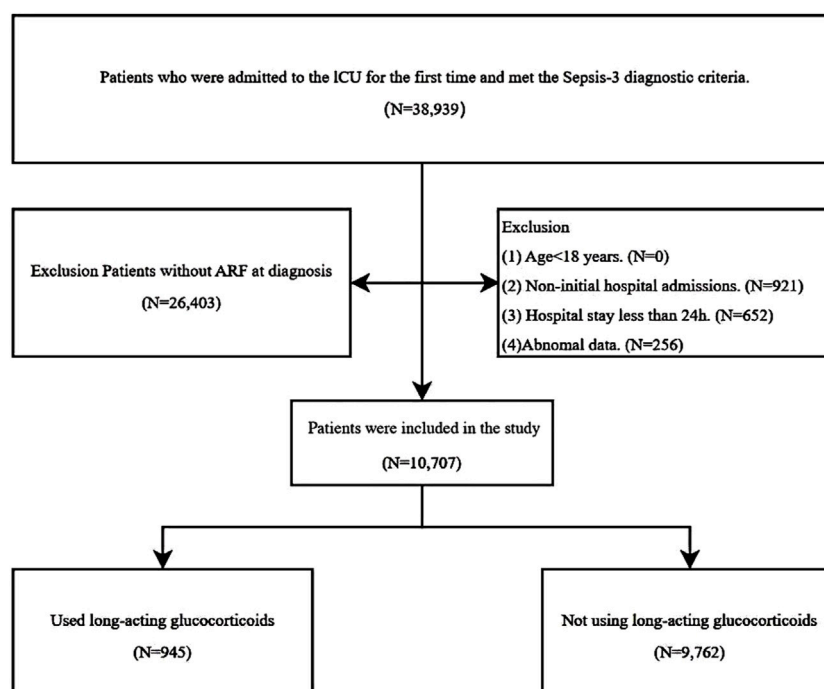 Patients who were admitted to the lCU for the first time and met the Sepsis-3 diagnostic criteria.
(N=38,939)
Exclusion Patients without ARF at diagnosis
(N=26,403)
Exclusion
(1) Age<18 years. (N=0)
(2) Non-initial hospital admissions. (N=921)
(3) Hospital stay less than 24h. (N=652)
(4)Abnomal data. (N=256)
Patients were included in the study
(N=10,707)
Used long-acting glucocorticoids
(N=945)
Not using long-acting glucocorticoids
(N=9,762)